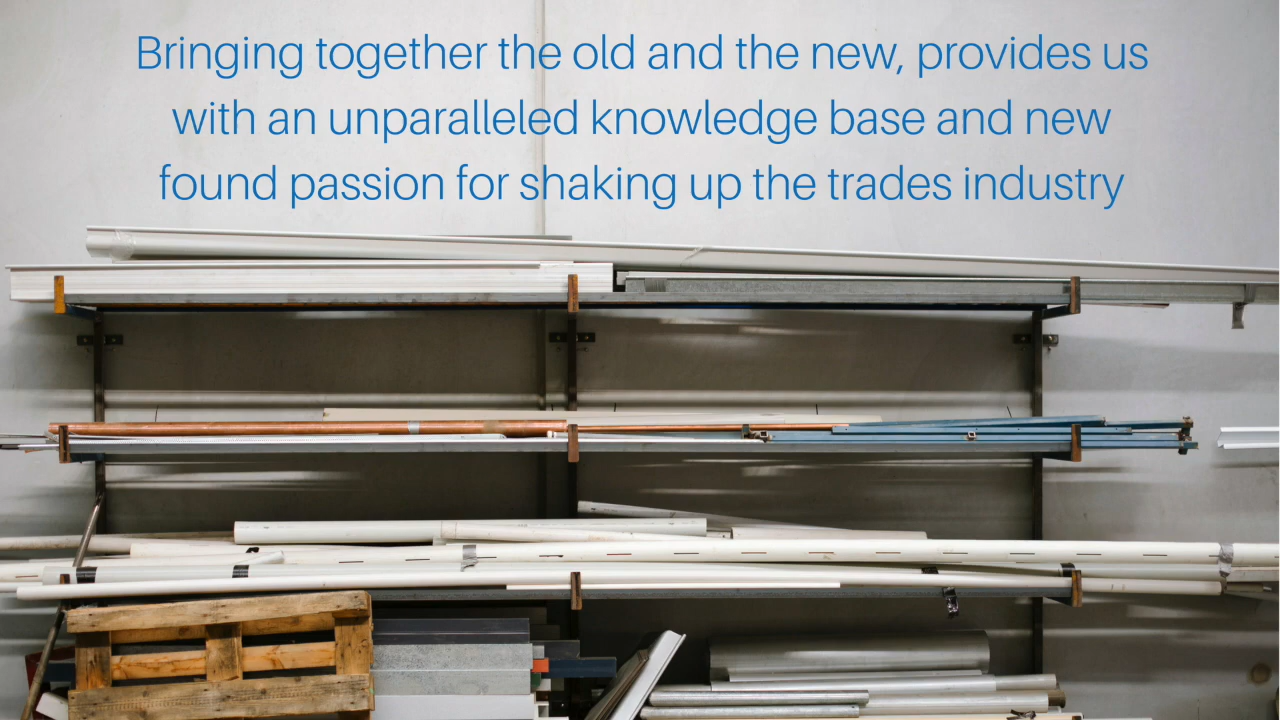 Bringing together the old and the new, provides us
with an unparalleled knowledge base and new
found passion for shaking up the trades industry